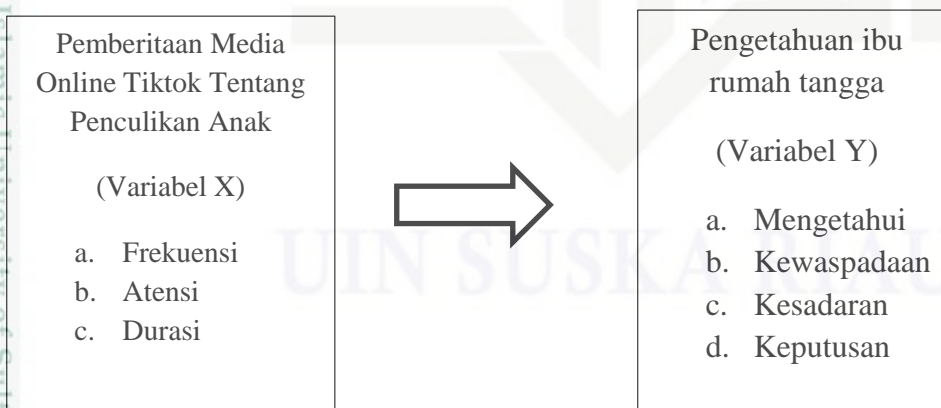 Pemberitaan Media
Online Tiktok Tentang
Penculikan Anak
(Variabel X)
a. Frekuensi
b. Atensi
c. Durasi
Pengetahuan ibu
rumah tangga
(Variabel Y)
a. Mengetahui
b. Kewaspadaan
c. Kesadaran
d. Keputusan
UIN SUSKA RIAU